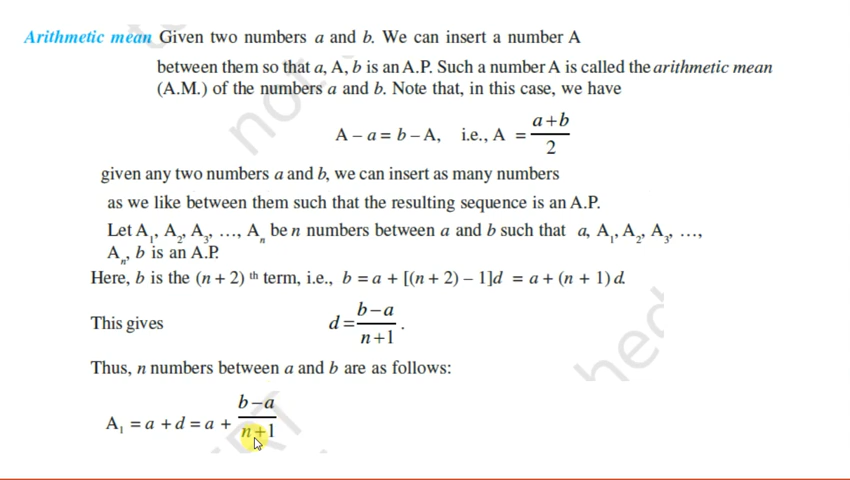 Arithmetic mean Given two numbers a and b. We can insert a number A
between them so that a, A, b is an A.P. Such a number A is called the arithmetic mean
(A.M.) of the numbers a and b. Note that, in this case, we have
A – a = b – A, i.e., A = (a+b)/2
given any two numbers a and b, we can insert as many numbers
as we like between them such that the resulting sequence is an A.P.
Let A₁, A₂, A₃, …, Aₙ be n numbers between a and b such that a, A₁, A₂, A₃, …,
Aₙ, b is an A.P.
Here, b is the (n + 2) th term, i.e., b = a + [(n + 2) – 1]d = a + (n + 1) d.
This gives d = (b–a)/(n+1) .
Thus, n numbers between a and b are as follows:
A₁ = a + d = a + (b–a)/(n+1)